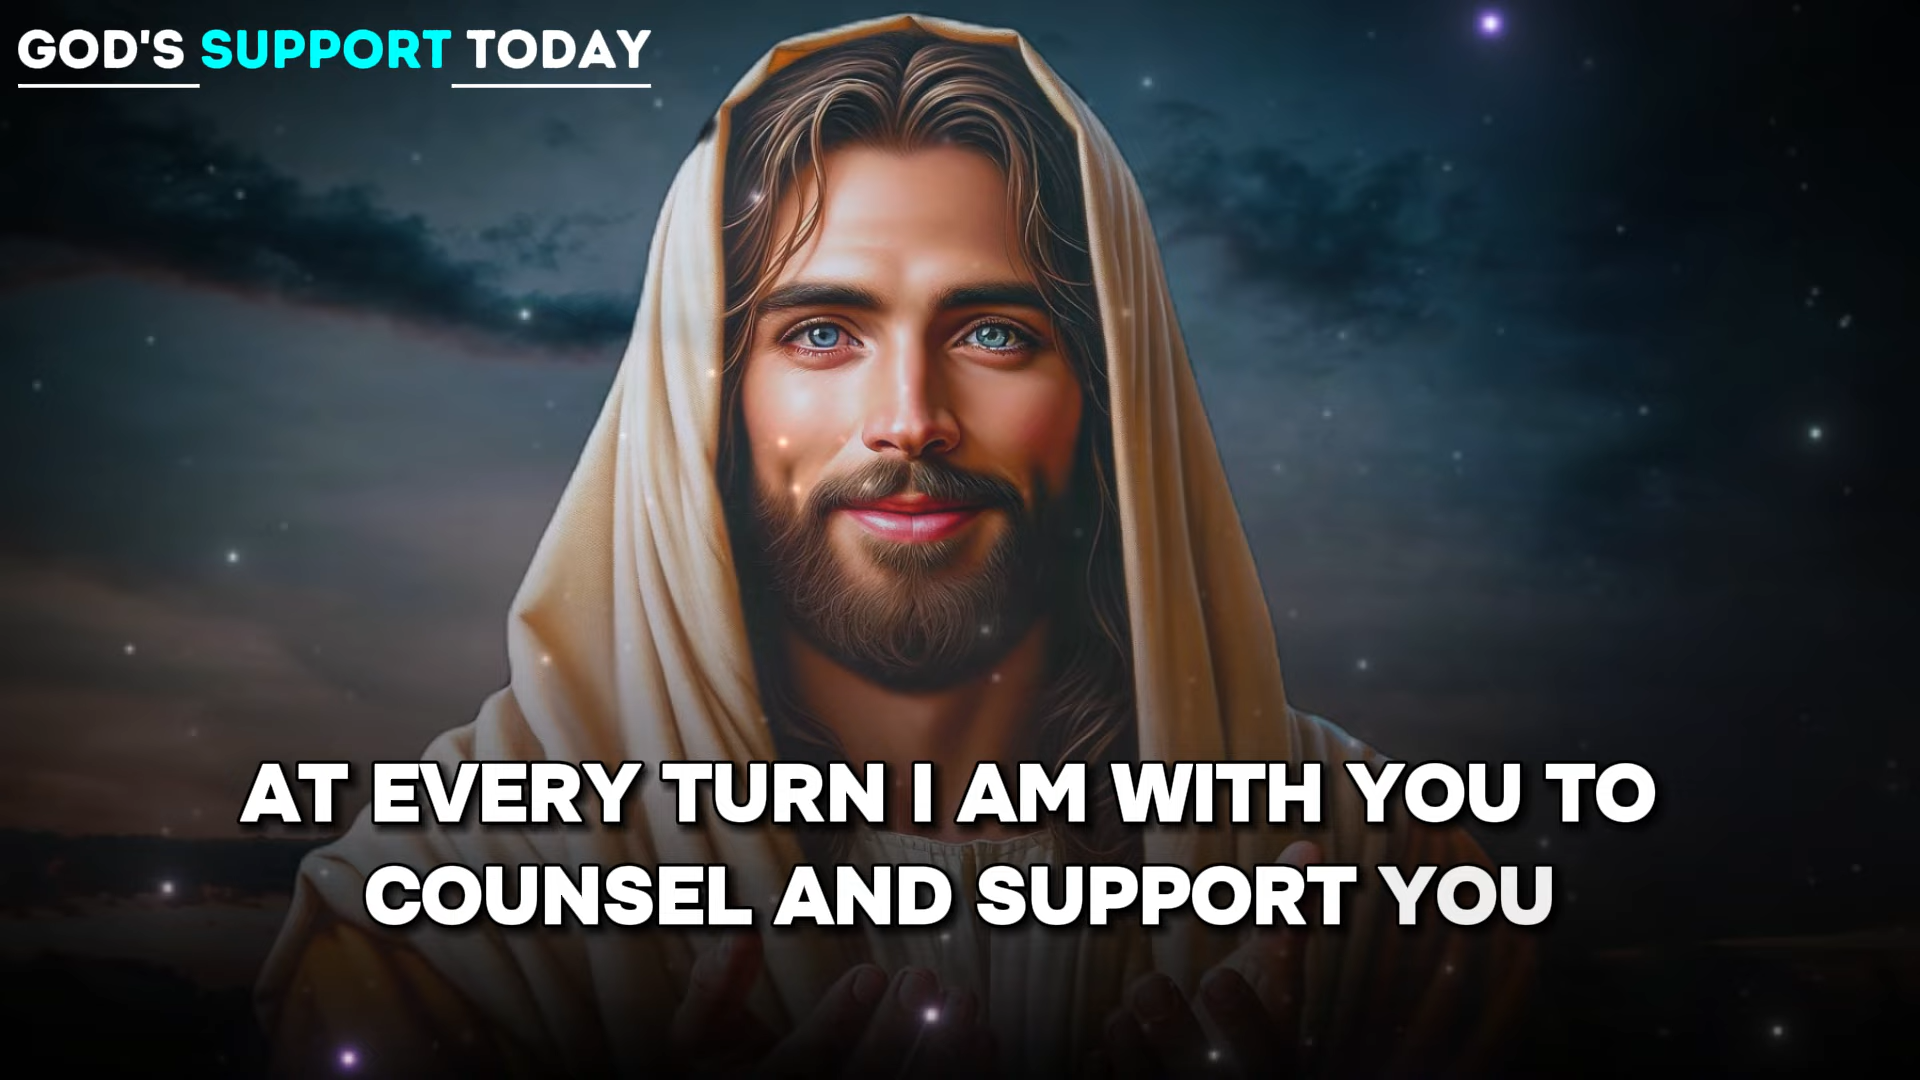 GOD'S SUPPORT TODAY
AT EVERY TURN I AM WITH YOU TO
COUNSEL AND SUPPORT YOU